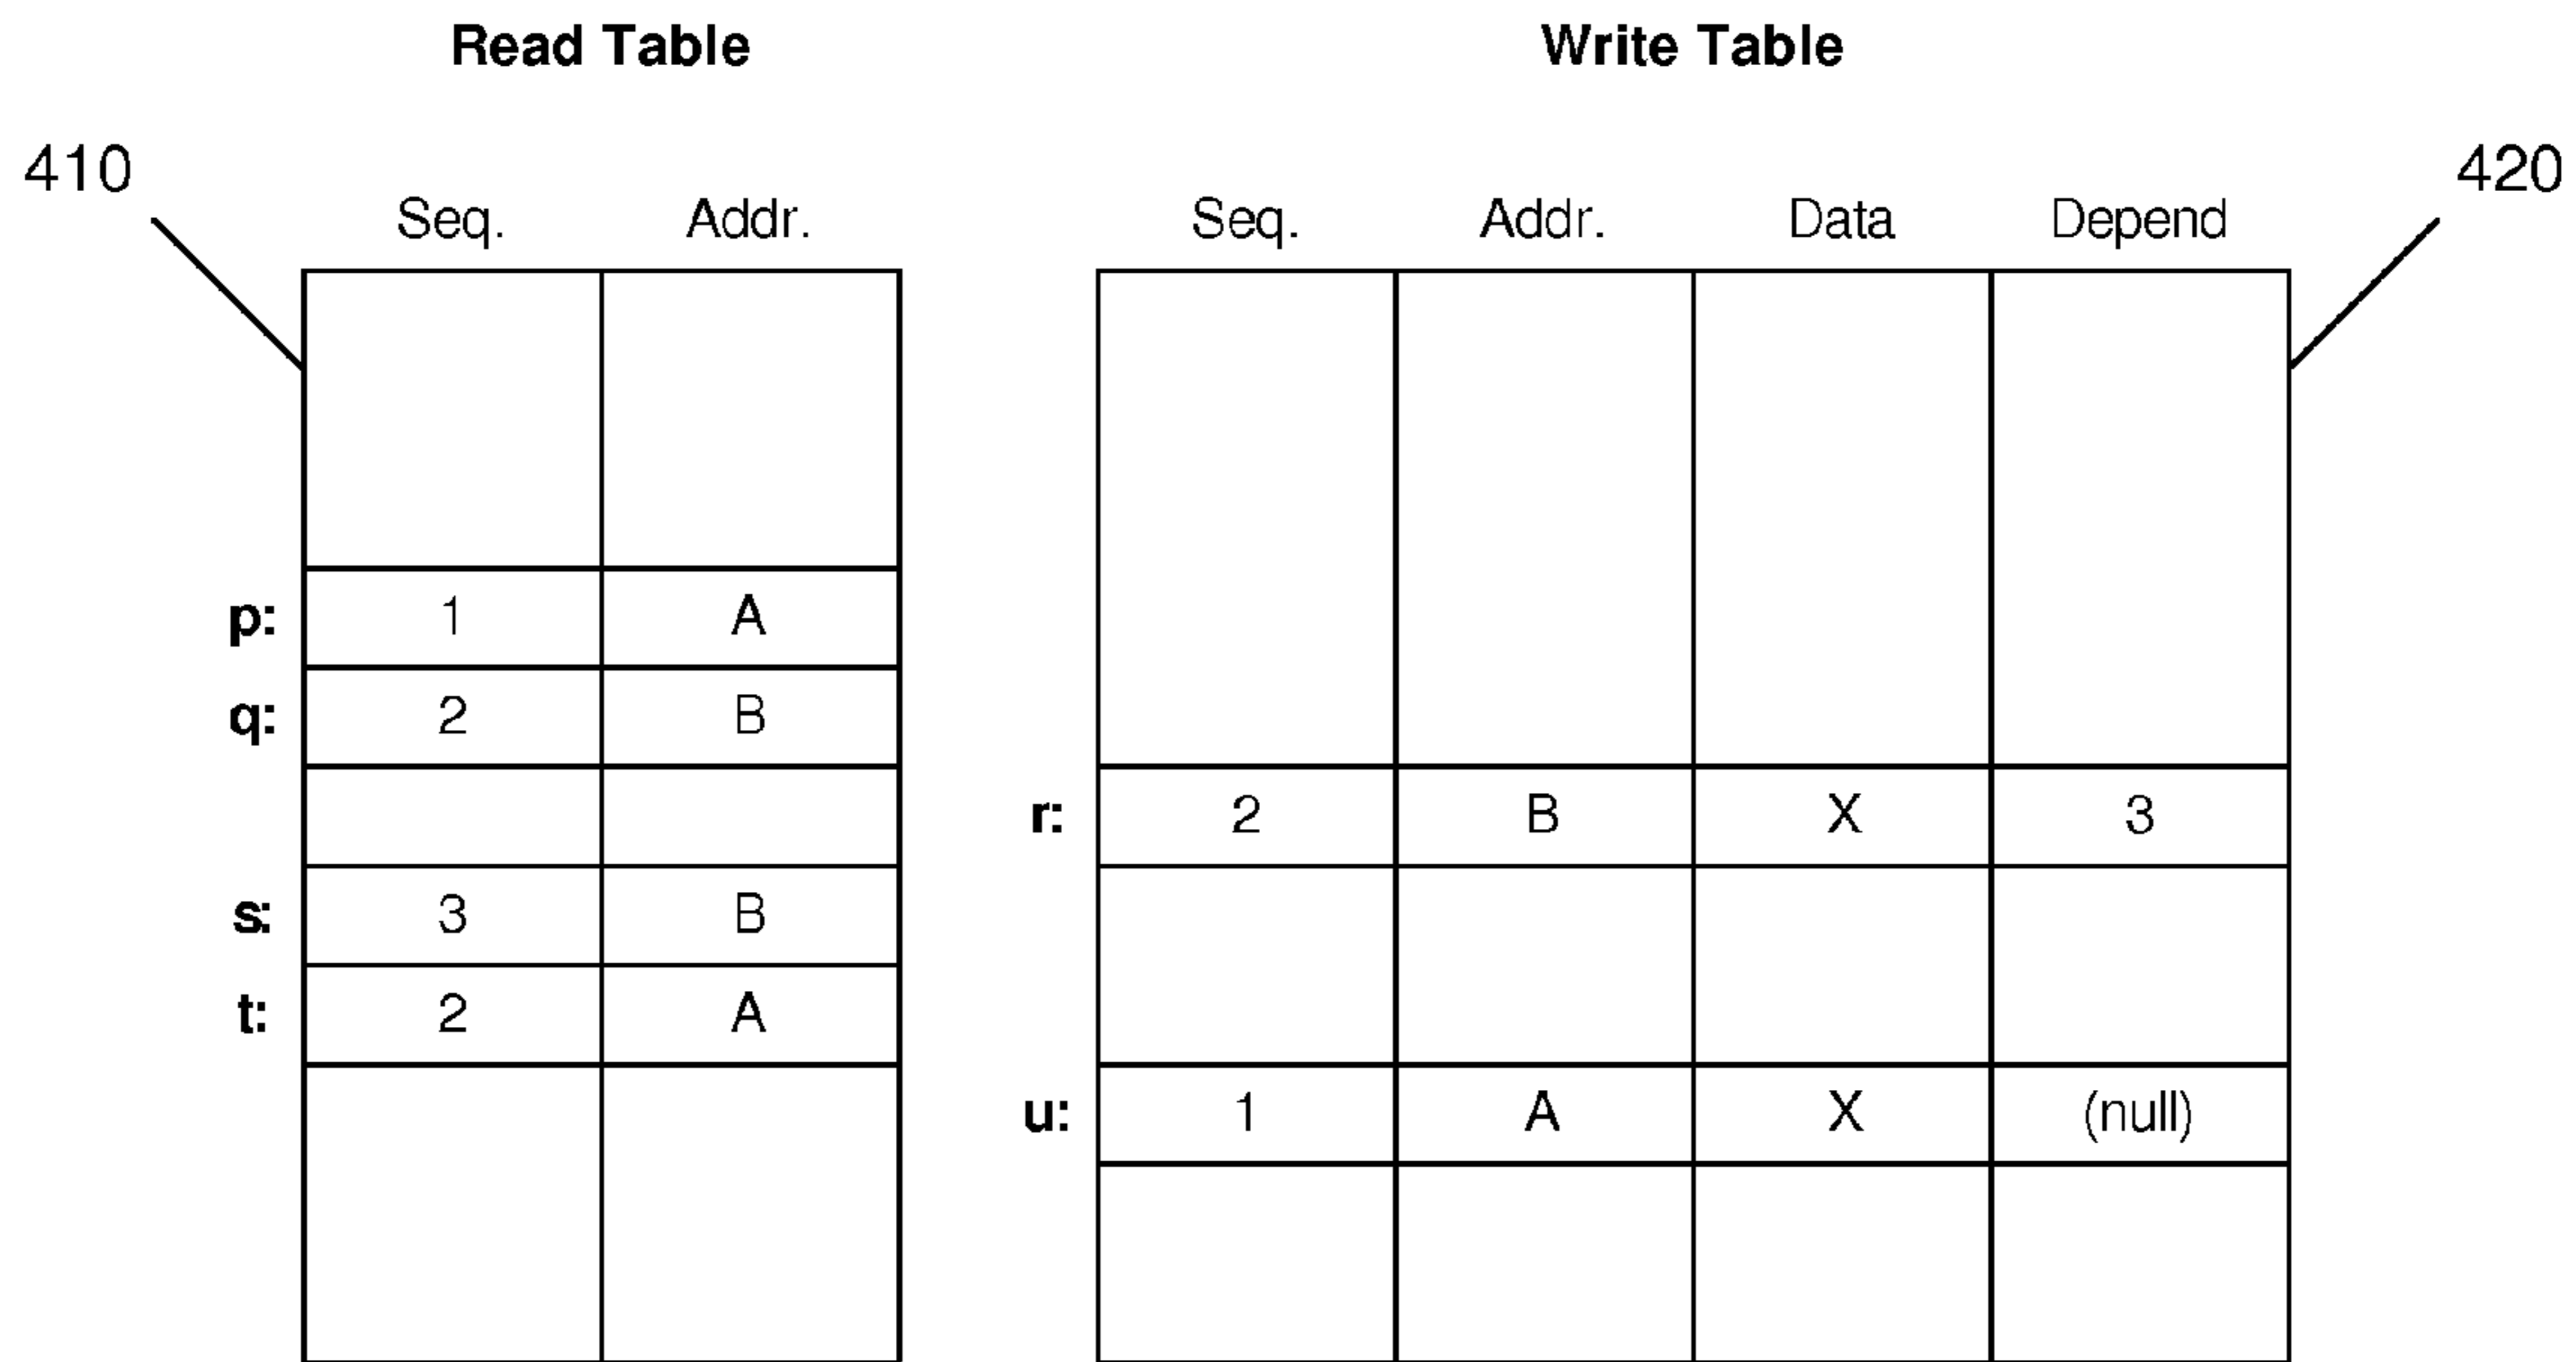 Read Table Write Table
410 420
Seq. Addr. Seq. Addr. Data Depend
p: 1 A
q: 2 B
r: 2 B X 3
s: 3 B
t: 2 A
u: 1 A X (null)